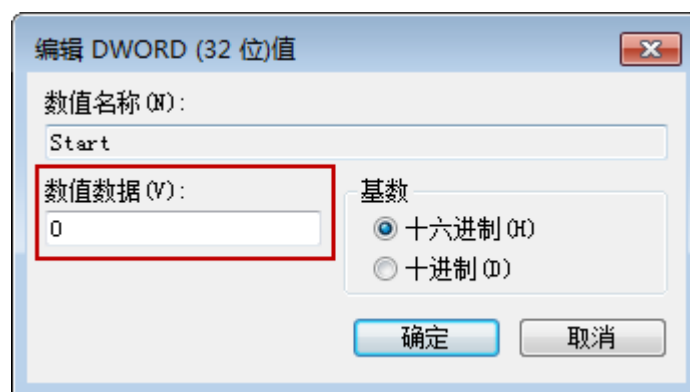 编辑 DWORD (32 位)值
数值名称(N):
Start
数值数据(V):
0
基数
十六进制(H)
十进制(D)
确定
取消